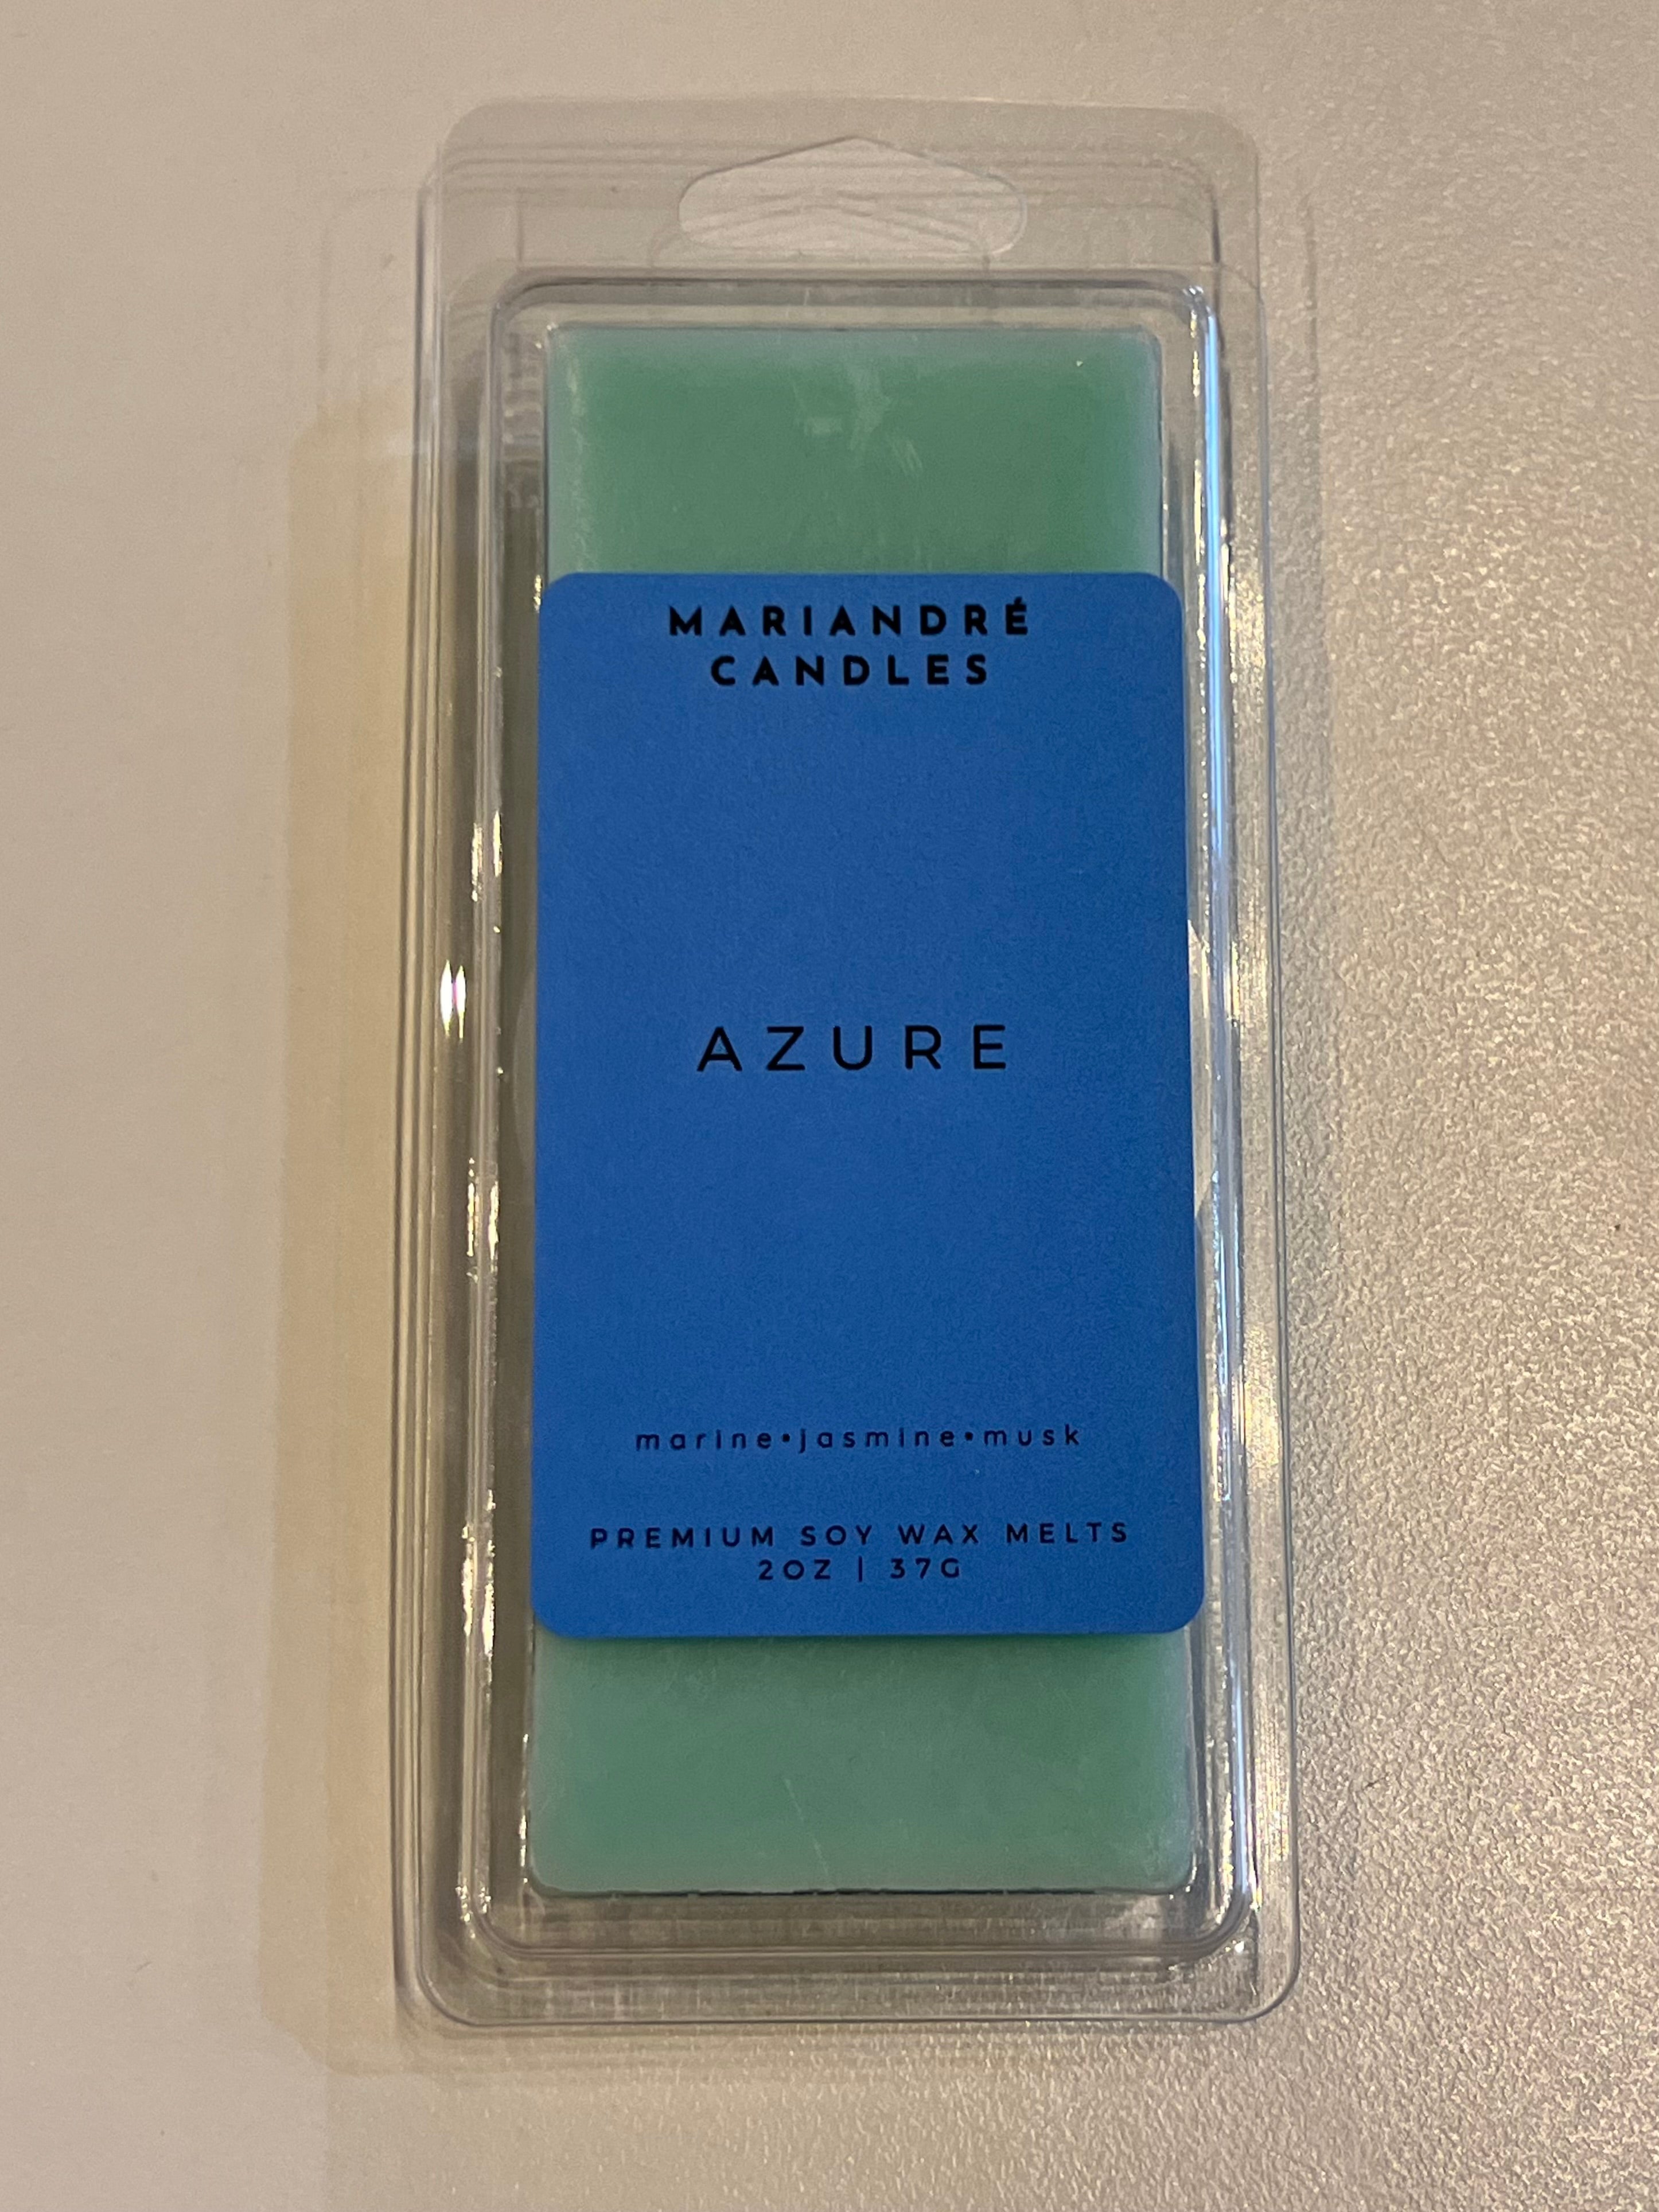 MARIANDRÉ
CANDLES
AZURE
marine•jasmine•musk
PREMIUM SOY WAX MELTS
2OZ | 37G